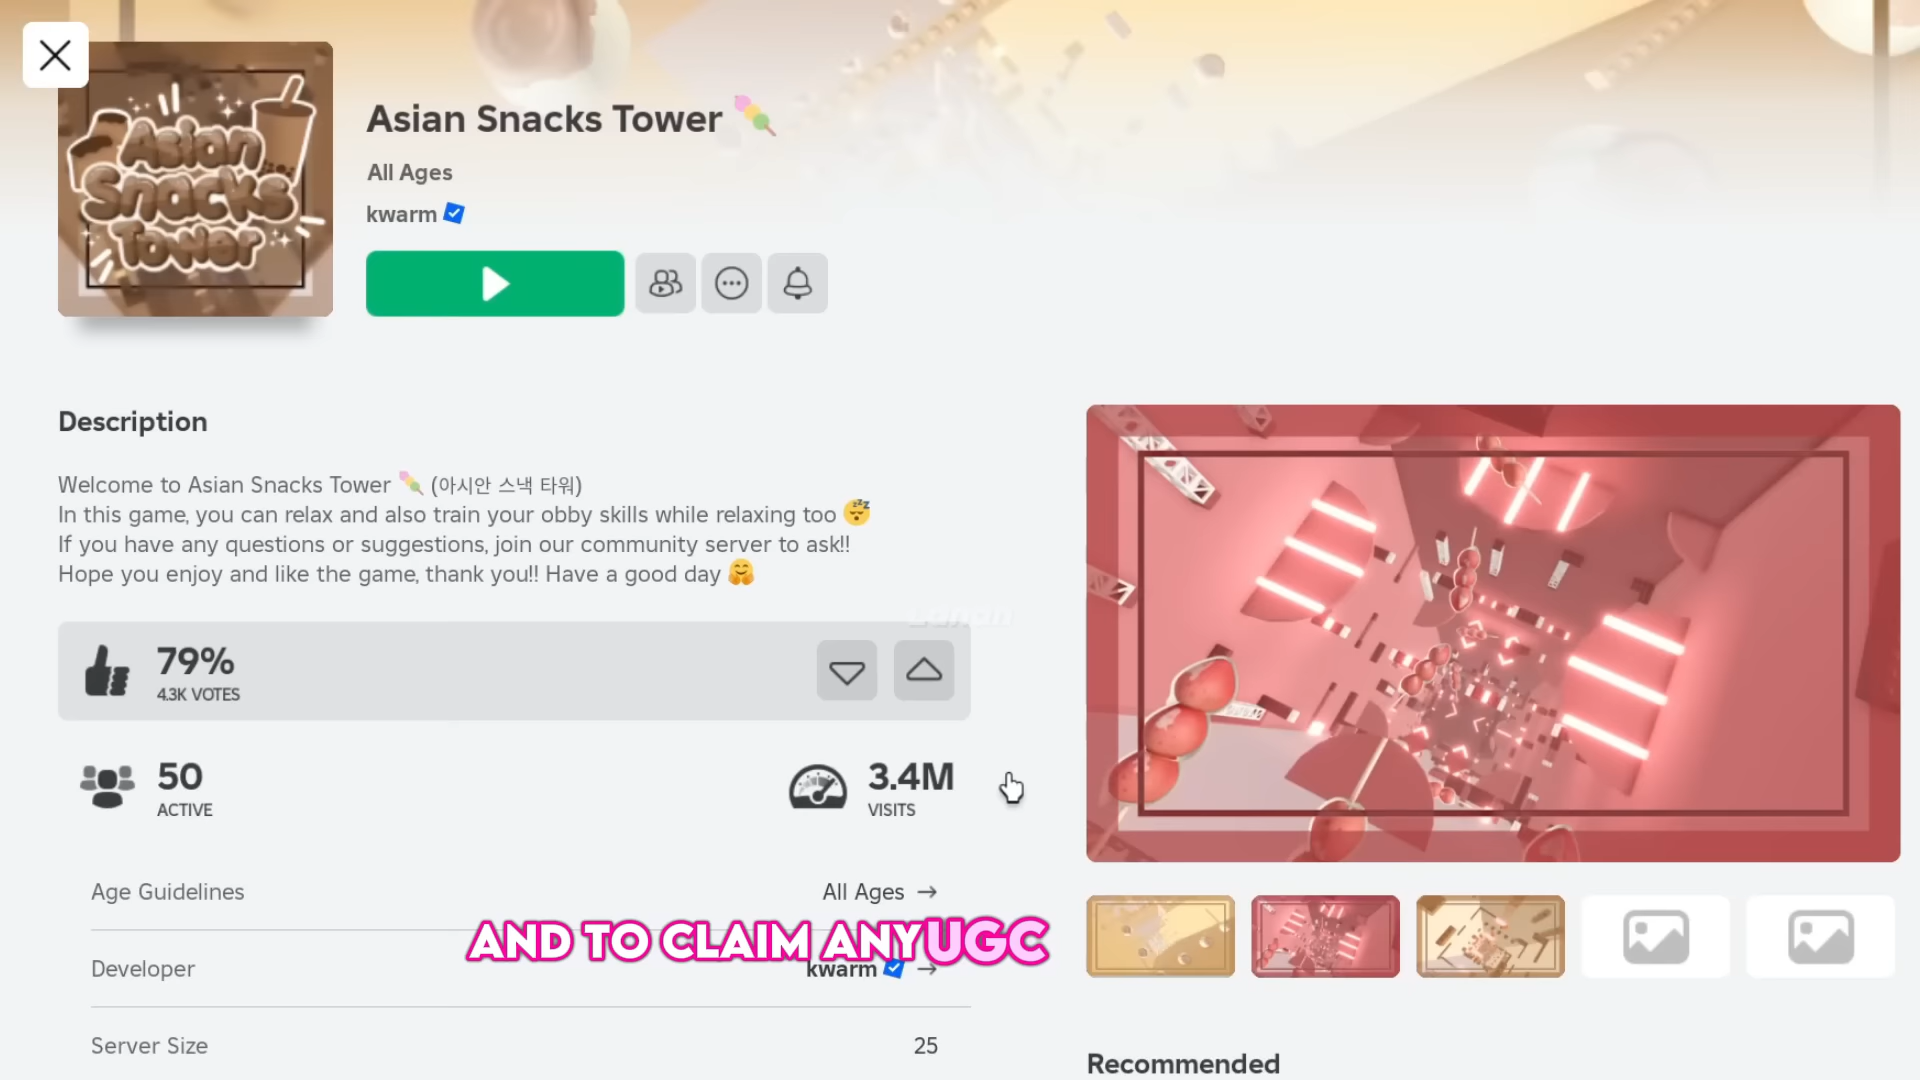 Asian
Snacks
Tower
Asian Snacks Tower
All Ages
kwarm
Description
Welcome to Asian Snacks Tower 🍡 (아시안 스낵 타워)
In this game, you can relax and also train your obby skills while relaxing too 😴
If you have any questions or suggestions, join our community server to ask!!
Hope you enjoy and like the game, thank you!! Have a good day 🤗
79%
4.3K VOTES
50
ACTIVE
3.4M
VISITS
Age Guidelines
All Ages →
AND TO CLAIM ANY UGC
Developer
kwarm →
Server Size
25
Recommended